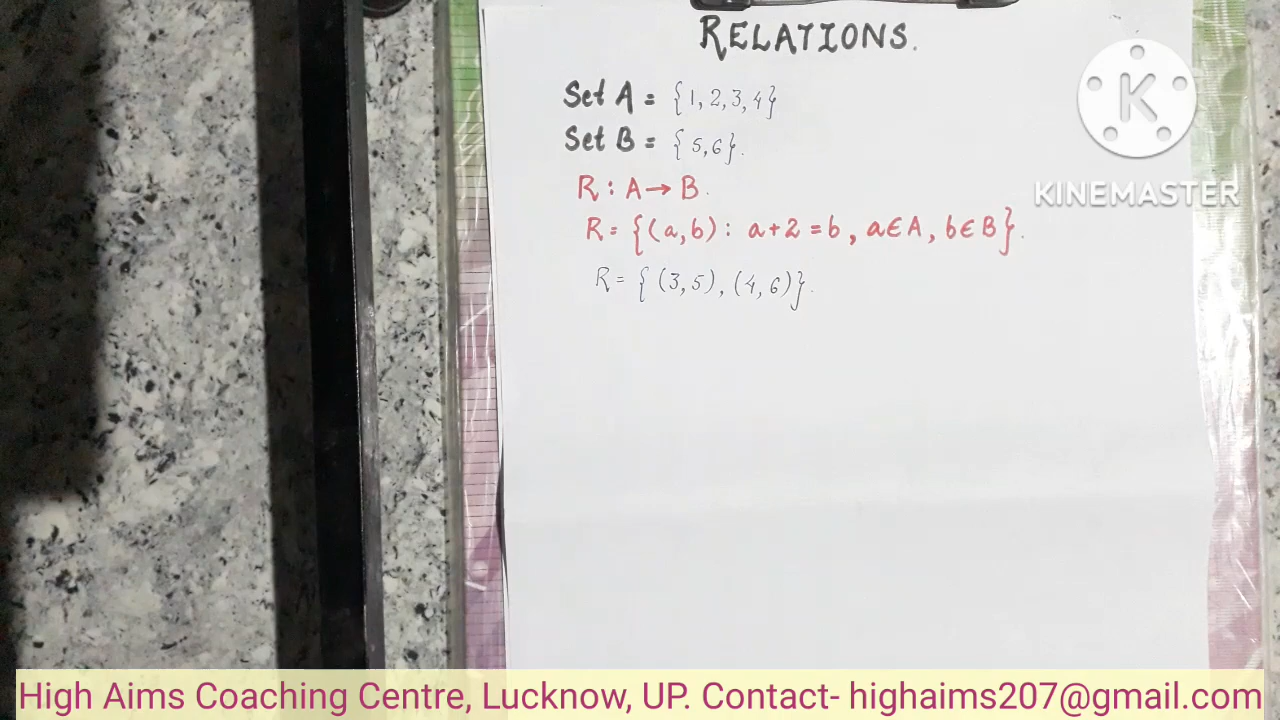 RELATIONS.
Set A = {1, 2, 3, 4}
Set B = {5, 6}.
R : A → B.
R = {(a, b) : a + 2 = b, a ∈ A, b ∈ B}.
R = {(3, 5), (4, 6)}.
K
KINEMASTER
High Aims Coaching Centre, Lucknow, UP. Contact- highaims207@gmail.com